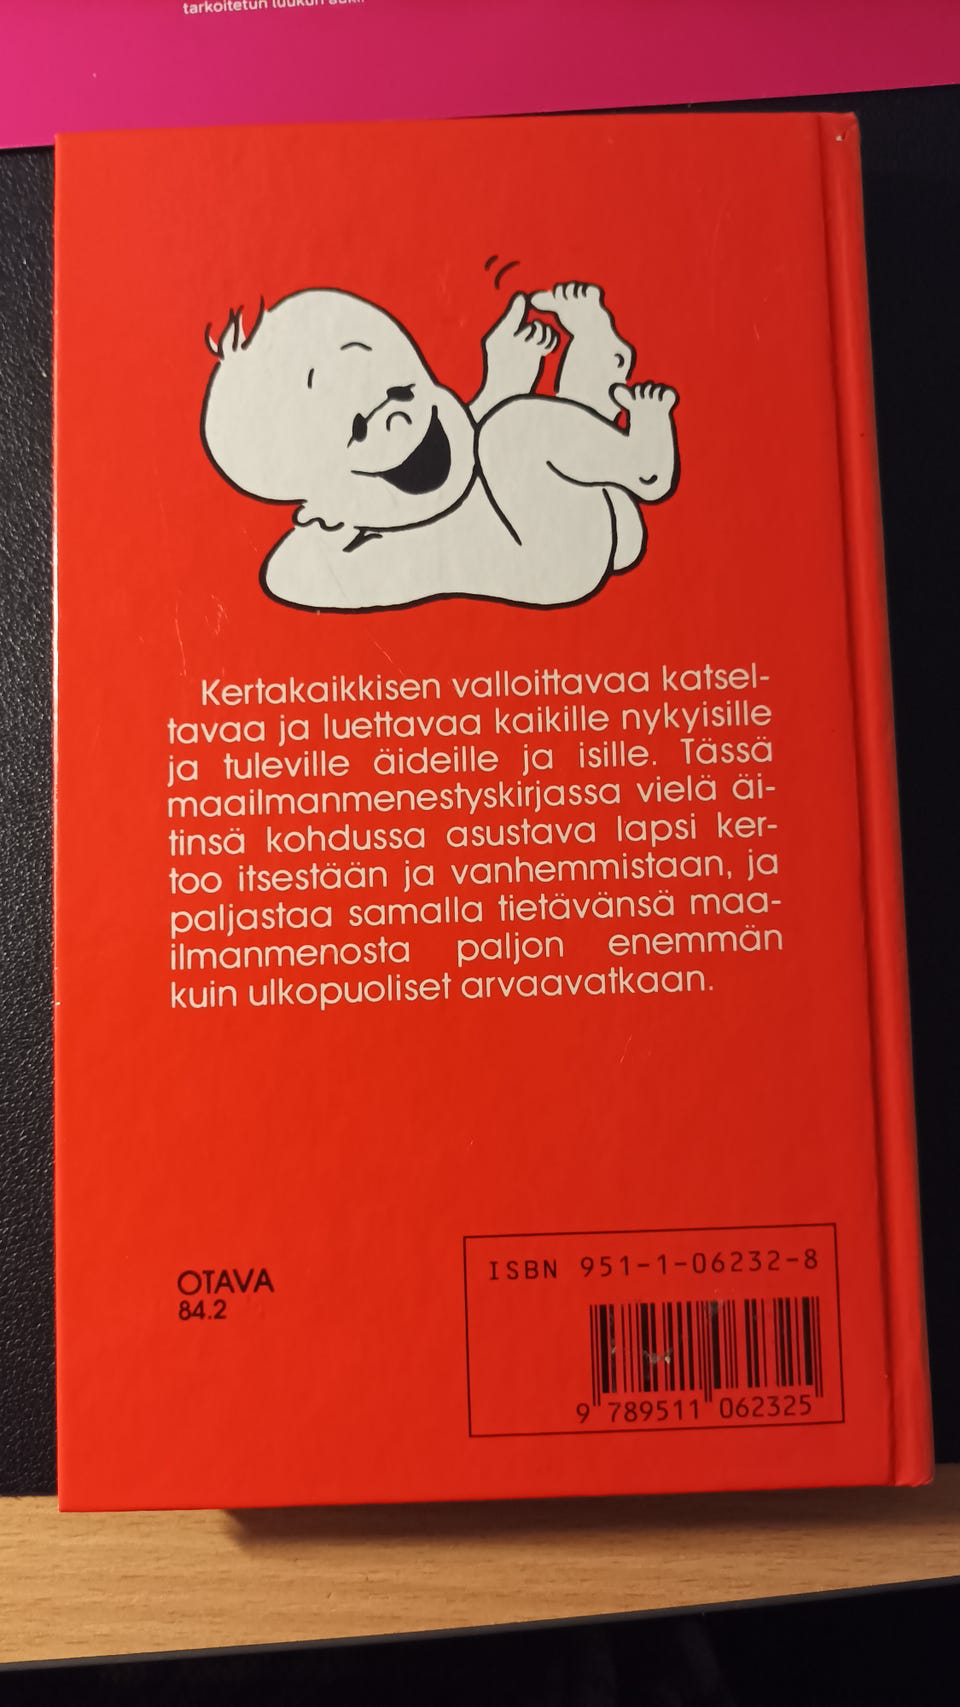 tarkoitetun luukun
Kertakaikkisen valloittavaa katsel-
tavaa ja luettavaa kaikille nykyisille
ja tuleville äideille ja isille. Tässä
maailmanmenestyskirjassa vielä äi-
tinsä kohdussa asustava lapsi ker-
too itsestään ja vanhemmistaan, ja
paljastaa samalla tietävänsä maa-
ilmanmenosta paljon enemmän
kuin ulkopuoliset arvaavatkaan.
OTAVA
84.2
ISBN 951-1-06232-8
9 789511 062325